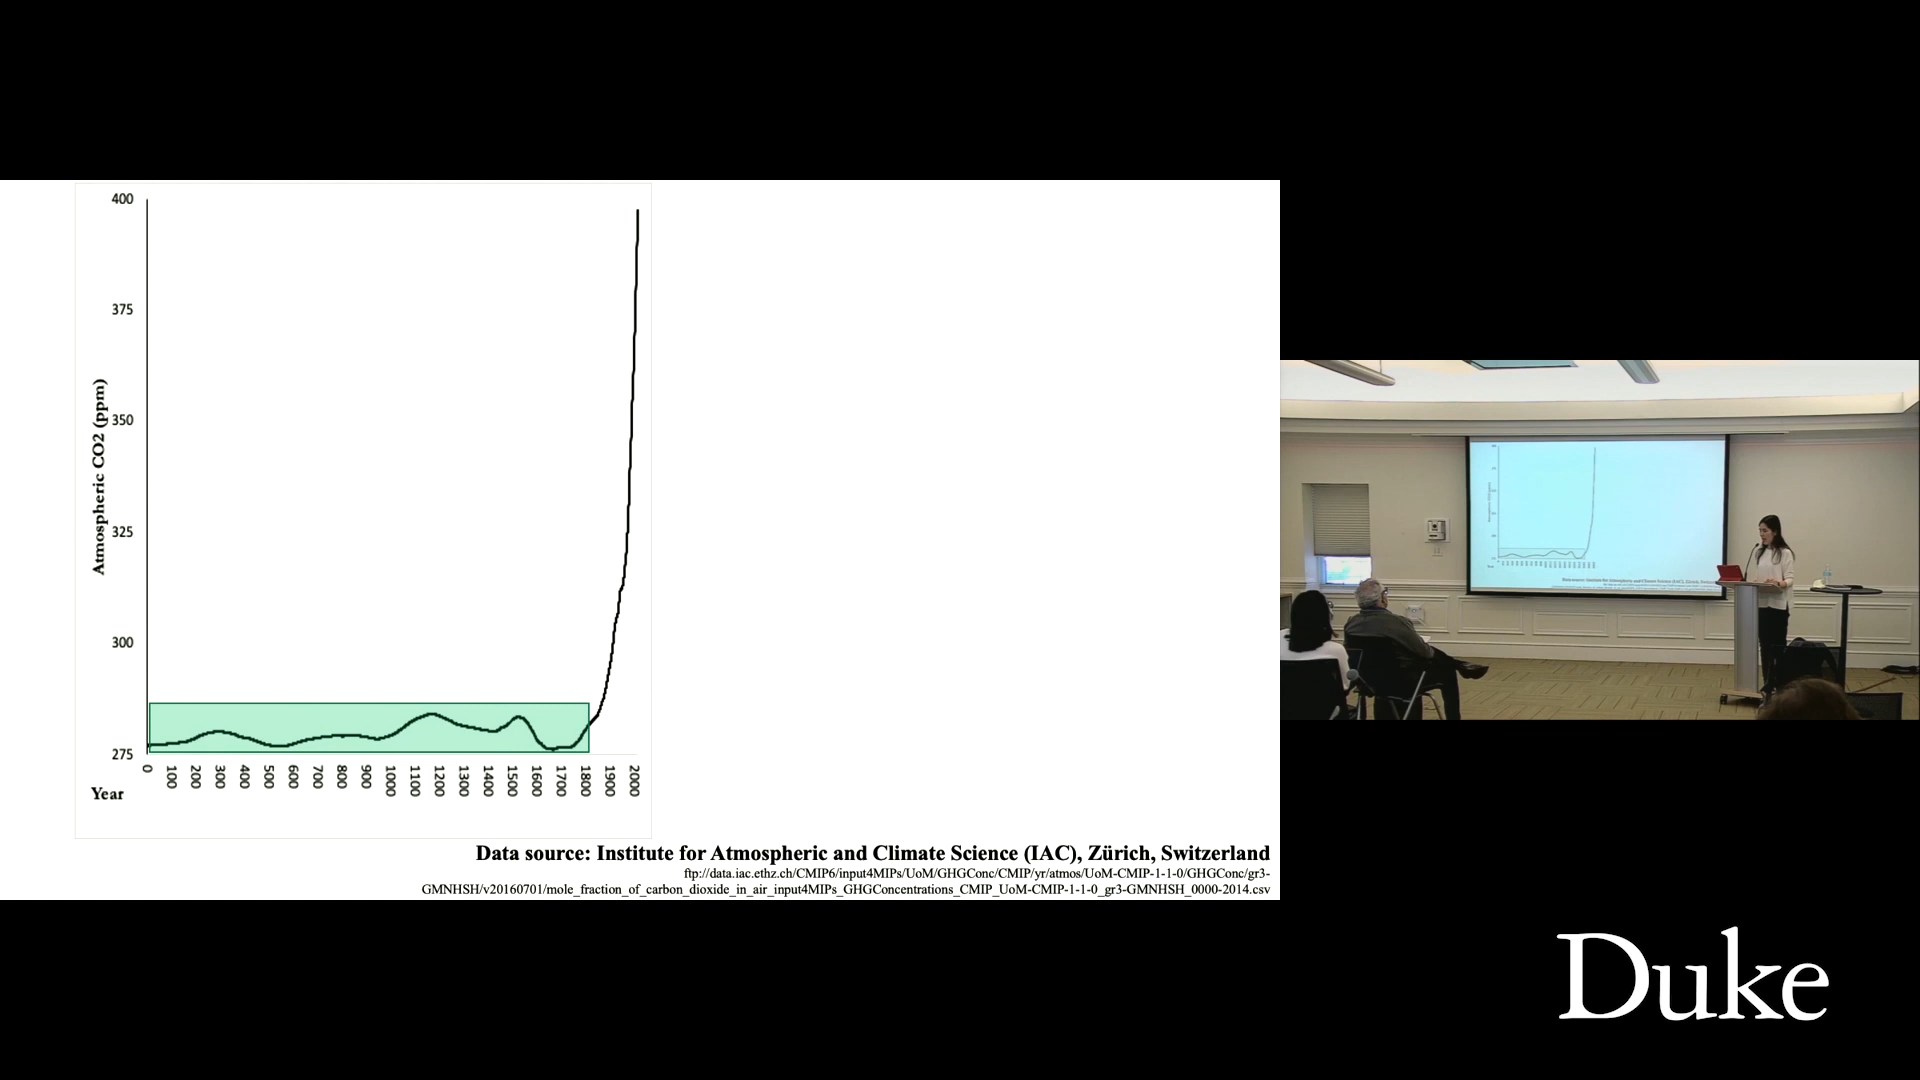 400
375
350
325
300
275
Atmospheric CO2 (ppm)
0 100 200 300 400 500 600 700 800 900 1000 1100 1200 1300 1400 1500 1600 1700 1800 1900 2000
Year
Data source: Institute for Atmospheric and Climate Science (IAC), Zürich, Switzerland
ftp://data.iac.ethz.ch/CMIP6/input4MIPs/UoM/GHGConc/CMIP/yr/atmos/UoM-CMIP-1-1-0/GHGConc/gr3-
GMNHSH/v20160701/mole_fraction_of_carbon_dioxide_in_air_input4MIPs_GHGConcentrations_CMIP_UoM-CMIP-1-1-0_gr3-GMNHSH_0000-2014.csv
Duke